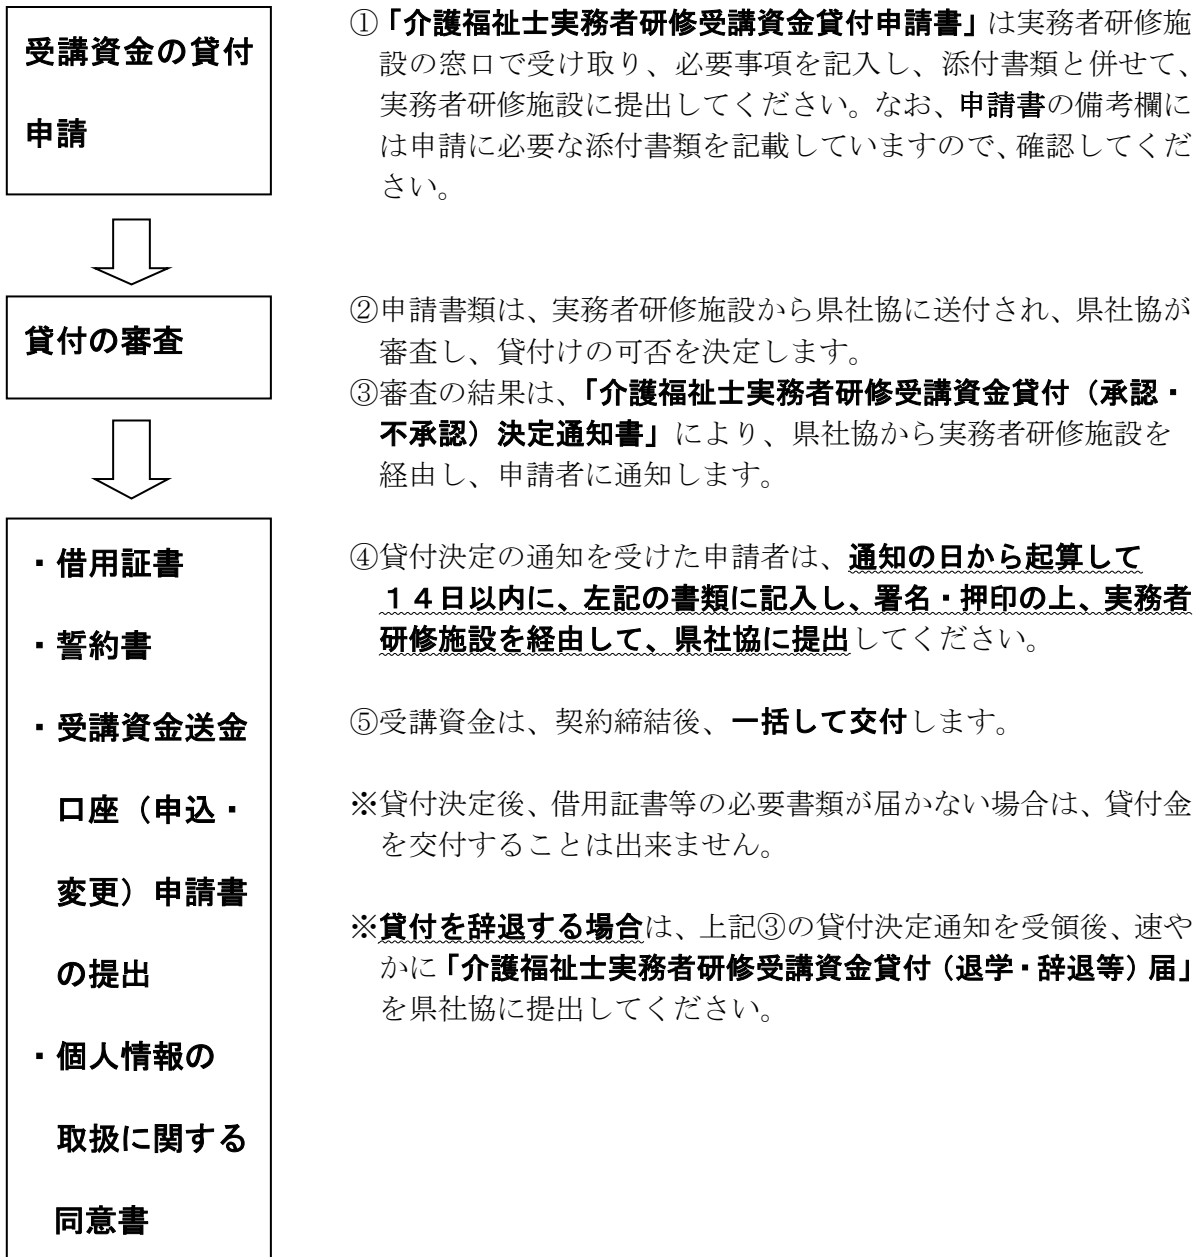 受講資金の貸付
申請
①「介護福祉士実務者研修受講資金貸付申請書」は実務者研修施
設の窓口で受け取り、必要事項を記入し、添付書類と併せて、
実務者研修施設に提出してください。なお、申請書の備考欄に
は申請に必要な添付書類を記載していますので、確認してくだ
さい。
貸付の審査
②申請書類は、実務者研修施設から県社協に送付され、県社協が
審査し、貸付けの可否を決定します。
③審査の結果は、「介護福祉士実務者研修受講資金貸付（承認・
不承認）決定通知書」により、県社協から実務者研修施設を
経由し、申請者に通知します。
・借用証書
・誓約書
・受講資金送金
口座（申込・
変更）申請書
の提出
・個人情報の
取扱に関する
同意書
④貸付決定の通知を受けた申請者は、通知の日から起算して
１４日以内に、左記の書類に記入し、署名・押印の上、実務者
研修施設を経由して、県社協に提出してください。
⑤受講資金は、契約締結後、一括して交付します。
※貸付決定後、借用証書等の必要書類が届かない場合は、貸付金
を交付することは出来ません。
※貸付を辞退する場合は、上記③の貸付決定通知を受領後、速や
かに「介護福祉士実務者研修受講資金貸付（退学・辞退等）届」
を県社協に提出してください。